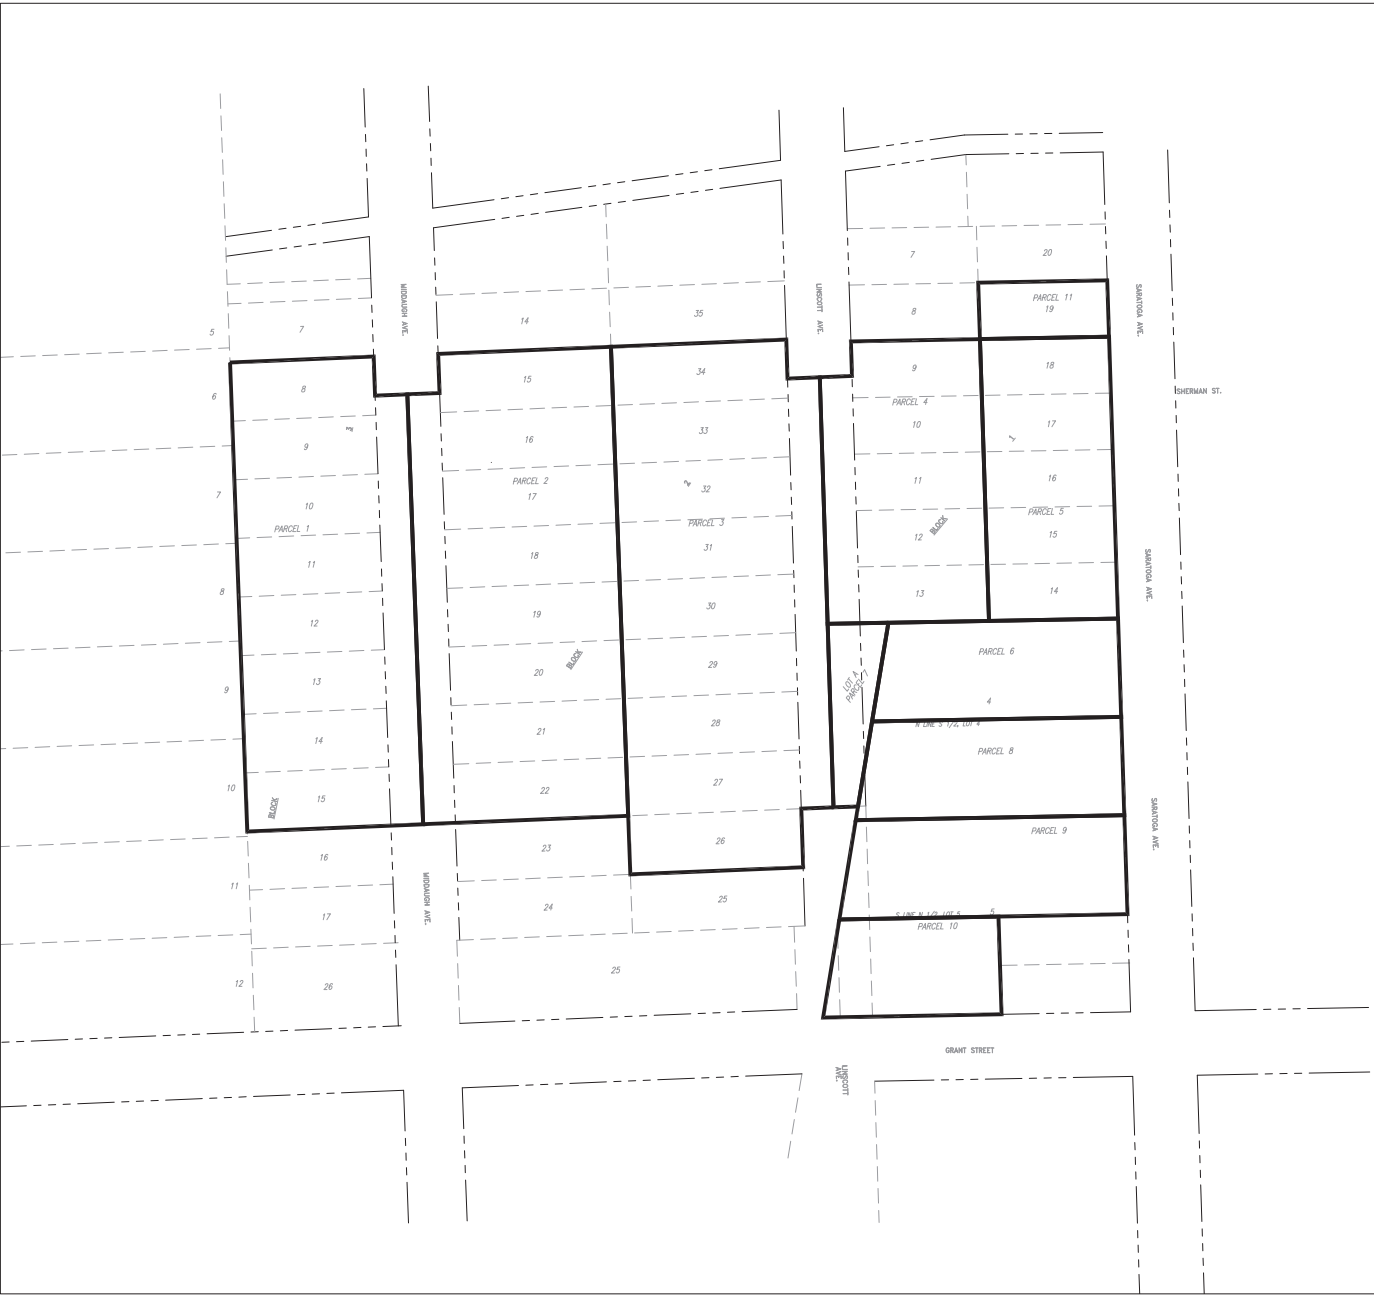 7
20
MIDDAUGH AVE.
LINSCOTT AVE.
SARATOGA AVE.
PARCEL 11
19
8
14
35
5
7
6
8
15
34
9
18
SHERMAN ST.
PARCEL 4
10
17
1
3
9
16
33
PARCEL 2
17
2
32
11
16
7
10
PARCEL 1
PARCEL 3
PARCEL 5
31
12
BLOCK
15
11
18
8
13
14
SARATOGA AVE.
12
19
30
20
BLOCK
29
PARCEL 6
9
13
LOT A
PARCEL 7
4
14
21
28
N LINE S 1/2, LOT 4
PARCEL 8
10
15
BLOCK
22
27
SARATOGA AVE.
PARCEL 9
16
23
26
11
17
24
25
S LINE N 1/2, LOT 5
5
PARCEL 10
MIDDAUGH AVE.
12
26
25
GRANT STREET
LINSCOTT
AVE.